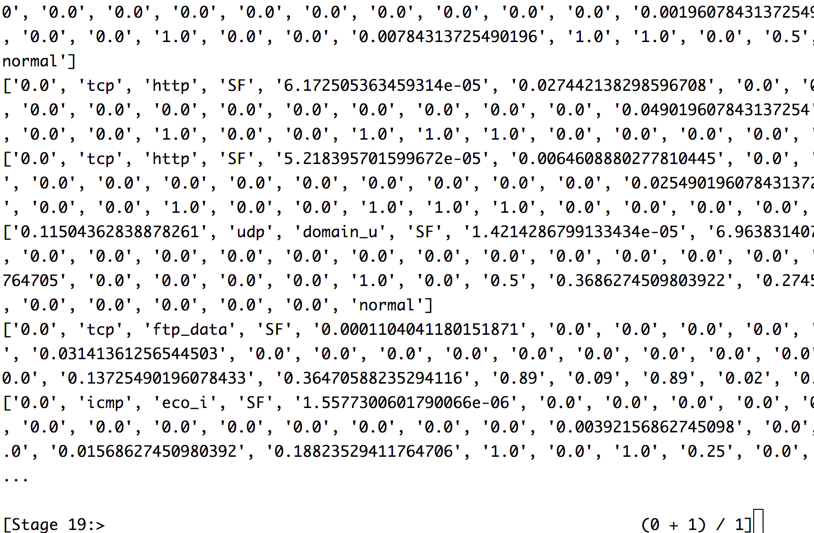 0', '0.0', '0.0', '0.0', '0.0', '0.0', '0.0', '0.0', '0.0', '0.0019607843137254
, '0.0', '0.0', '1.0', '0.0', '0.0', '0.00784313725490196', '1.0', '1.0', '0.0', '0.5'
normal']
['0.0', 'tcp', 'http', 'SF', '6.172505363459314e-05', '0.027442138298596708', '0.0',
, '0.0', '0.0', '0.0', '0.0', '0.0', '0.0', '0.0', '0.0', '0.049019607843137254'
, '0.0', '0.0', '1.0', '0.0', '0.0', '1.0', '1.0', '1.0', '0.0', '0.0', '0.0',
['0.0', 'tcp', 'http', 'SF', '5.218395701599672e-05', '0.0064608880277810445', '0.0',
', '0.0', '0.0', '0.0', '0.0', '0.0', '0.0', '0.0', '0.0', '0.025490196078431372
, '0.0', '0.0', '1.0', '0.0', '0.0', '1.0', '1.0', '1.0', '0.0', '0.0', '0.0', '0.0',
['0.11504362838878261', 'udp', 'domain_u', 'SF', '1.4214286799133434e-05', '6.96383140
, '0.0', '0.0', '0.0', '0.0', '0.0', '0.0', '0.0', '0.0', '0.0', '0.0', '0.0',
764705', '0.0', '0.0', '0.0', '0.0', '1.0', '0.0', '0.5', '0.3686274509803922', '0.2745
, '0.0', '0.0', '0.0', '0.0', '0.0', 'normal']
['0.0', 'tcp', 'ftp_data', 'SF', '0.0001104041180151871', '0.0', '0.0', '0.0', '0.0',
', '0.03141361256544503', '0.0', '0.0', '0.0', '0.0', '0.0', '0.0', '0.0', '0.0', '0.0
0.0', '0.13725490196078433', '0.36470588235294116', '0.89', '0.09', '0.89', '0.02',
['0.0', 'icmp', 'eco_i', 'SF', '1.5577300601790066e-06', '0.0', '0.0', '0.0', '0.0',
, '0.0', '0.0', '0.0', '0.0', '0.0', '0.0', '0.0', '0.0', '0.00392156862745098', '0.0',
.0', '0.01568627450980392', '0.18823529411764706', '1.0', '0.0', '1.0', '0.25', '0.0',
...
[Stage 19:> (0 + 1) / 1]